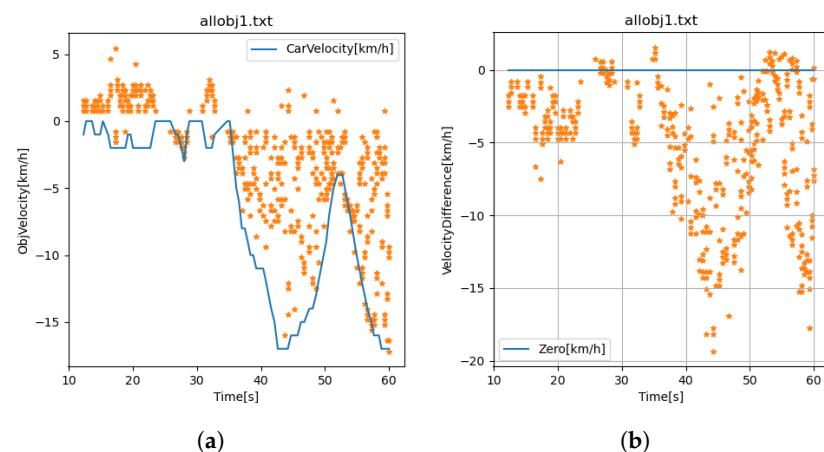 allobj1.txt
CarVelocity[km/h]
ObjVelocity[km/h]
5
0
−5
−10
−15
10 20 30 40 50 60
Time[s]
(a)
allobj1.txt
VelocityDifference[km/h]
0
−5
−10
−15
−20
Zero[km/h]
10 20 30 40 50 60
Time[s]
(b)